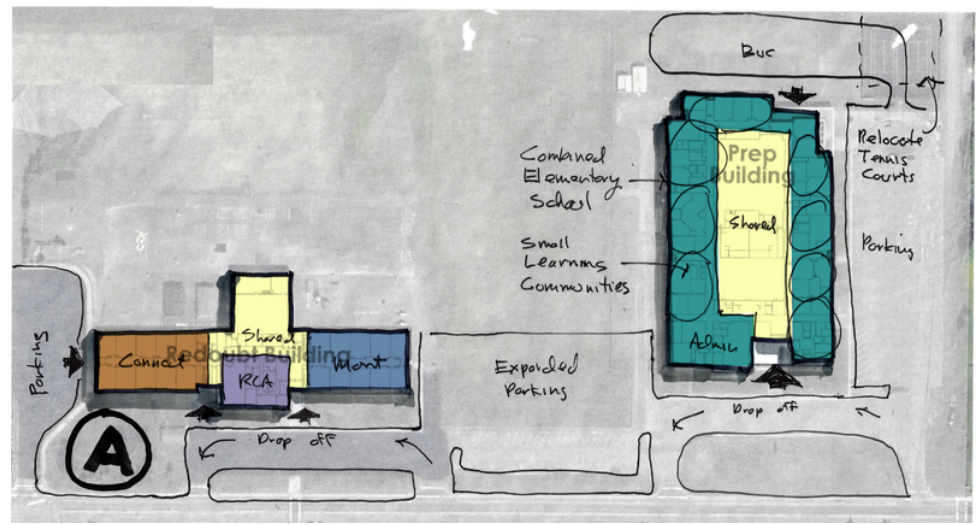 Bus
Relocate
Tennis
Courts
Combined
Elementary
School
Prep
Building
Shared
Small
Learning
Communities
Parking
Admin
Drop off
Expanded
Parking
Parking
Connect
Shared
Redoubt Building
Mont
RCA
Drop off
A